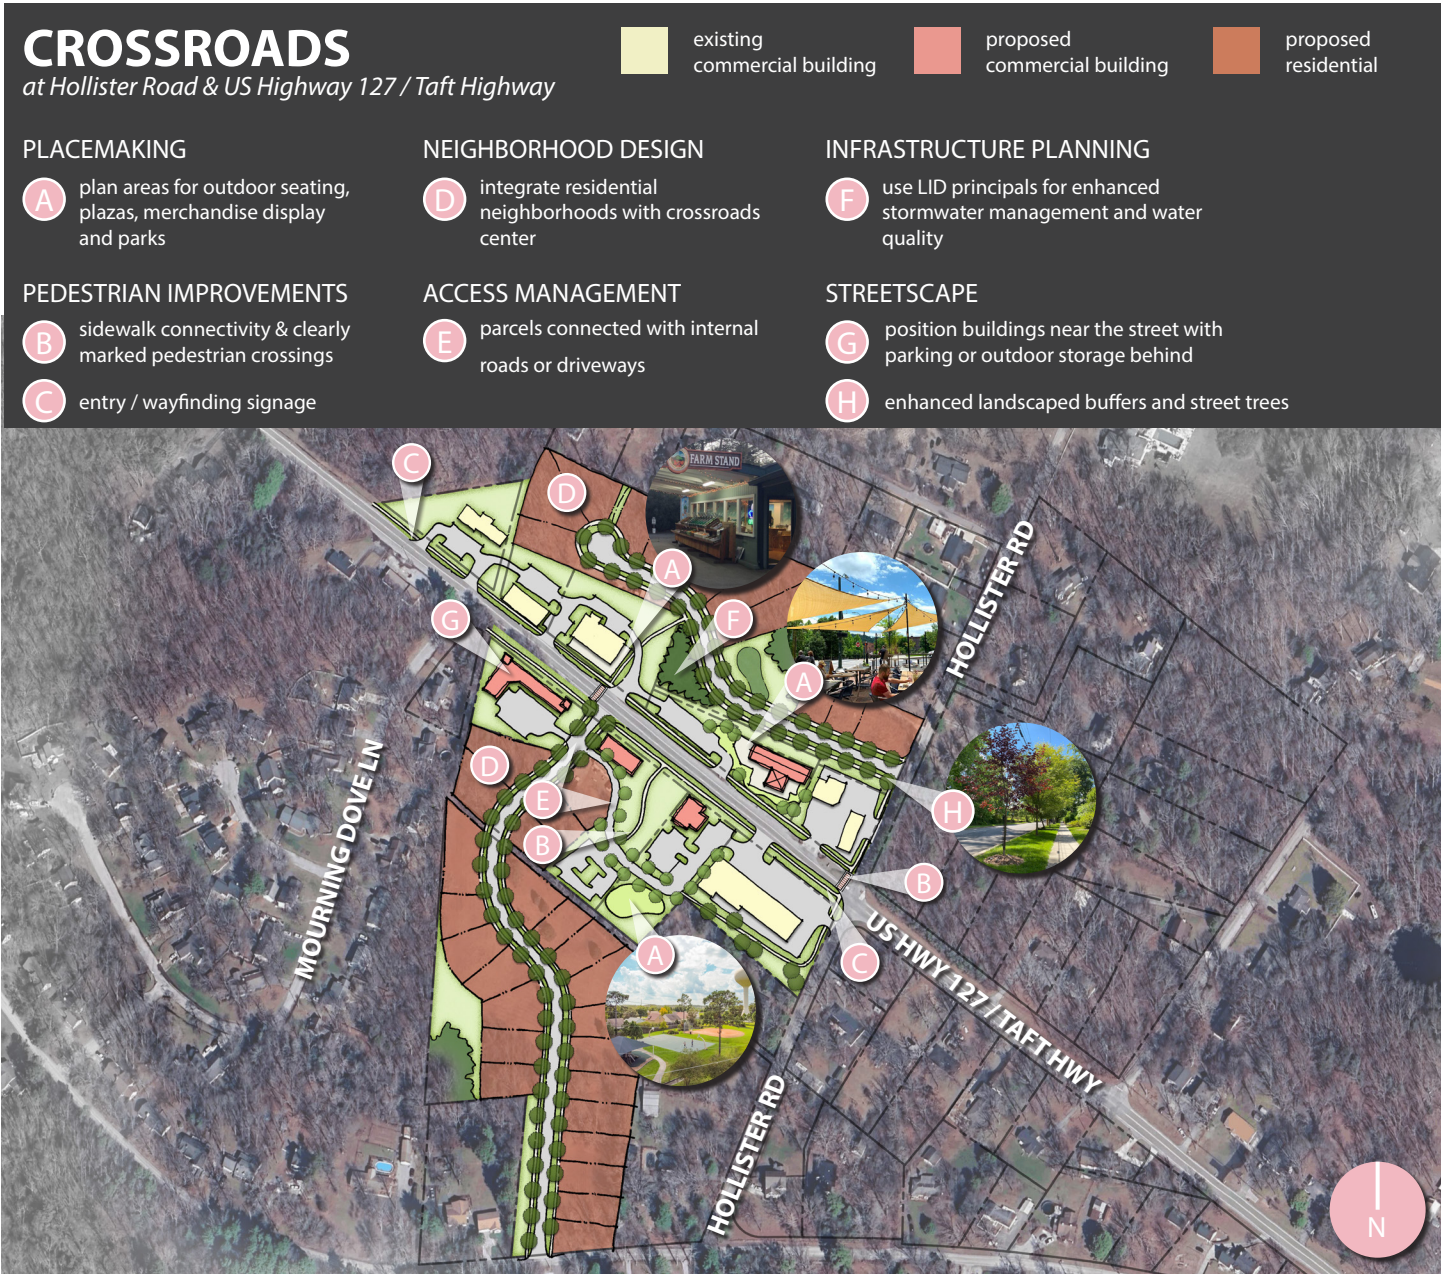 CROSSROADS
at Hollister Road & US Highway 127 / Taft Highway
existing
commercial building
proposed
commercial building
proposed
residential
PLACEMAKING
A
plan areas for outdoor seating,
plazas, merchandise display
and parks
NEIGHBORHOOD DESIGN
D
integrate residential
neighborhoods with crossroads
center
INFRASTRUCTURE PLANNING
F
use LID principals for enhanced
stormwater management and water
quality
PEDESTRIAN IMPROVEMENTS
B
sidewalk connectivity & clearly
marked pedestrian crossings
C
entry / wayfinding signage
ACCESS MANAGEMENT
E
parcels connected with internal
roads or driveways
STREETSCAPE
G
position buildings near the street with
parking or outdoor storage behind
H
enhanced landscaped buffers and street trees
C
FARM STAND
D
A
G
F
HOLLISTER RD
A
D
E
H
B
B
MOURNING DOVE LN
A
C
US HWY 127 / TAFT HWY
HOLLISTER RD
N